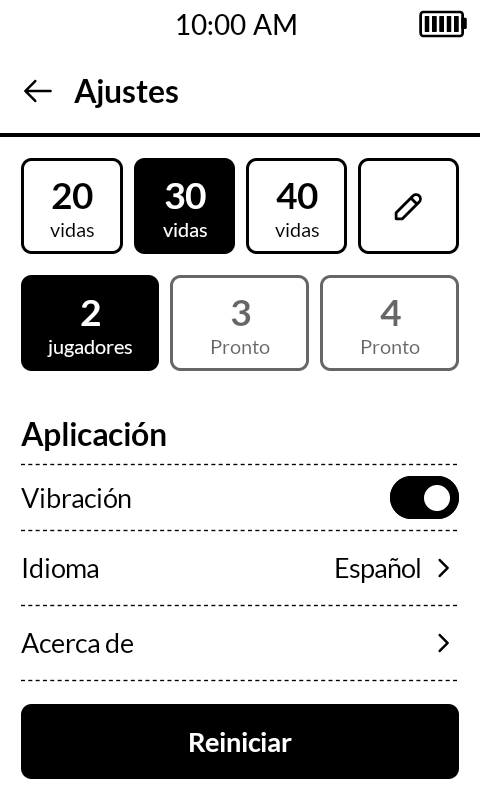 10:00 AM
Ajustes
20 30 40
vidas vidas vidas
2 3 4
jugadores Pronto Pronto
Aplicación
Vibración
Idioma Español
Acerca de
Reiniciar